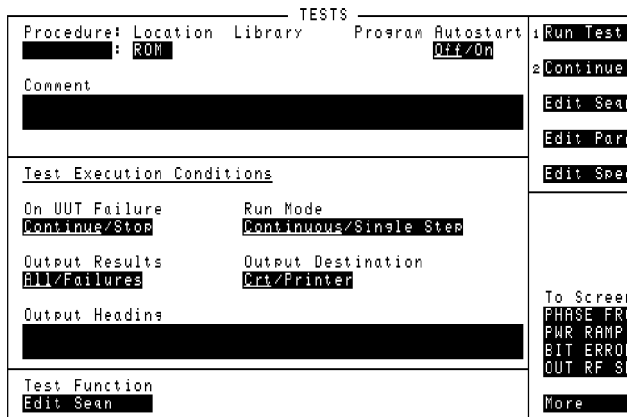 TESTS
Procedure: Location Library Program Autostart
: ROM Off/On
Comment
Test Execution Conditions
On UUT Failure Run Mode
Continue/Stop Continuous/Single Step
Output Results Output Destination
All/Failures Crt/Printer
Output Heading
Test Function
Edit Seqn
1 Run Test
2 Continue
Edit Seqn
Edit Par
Edit Spe
To Screen
PHASE FR
PWR RAMP
BIT ERRO
OUT RF S
More